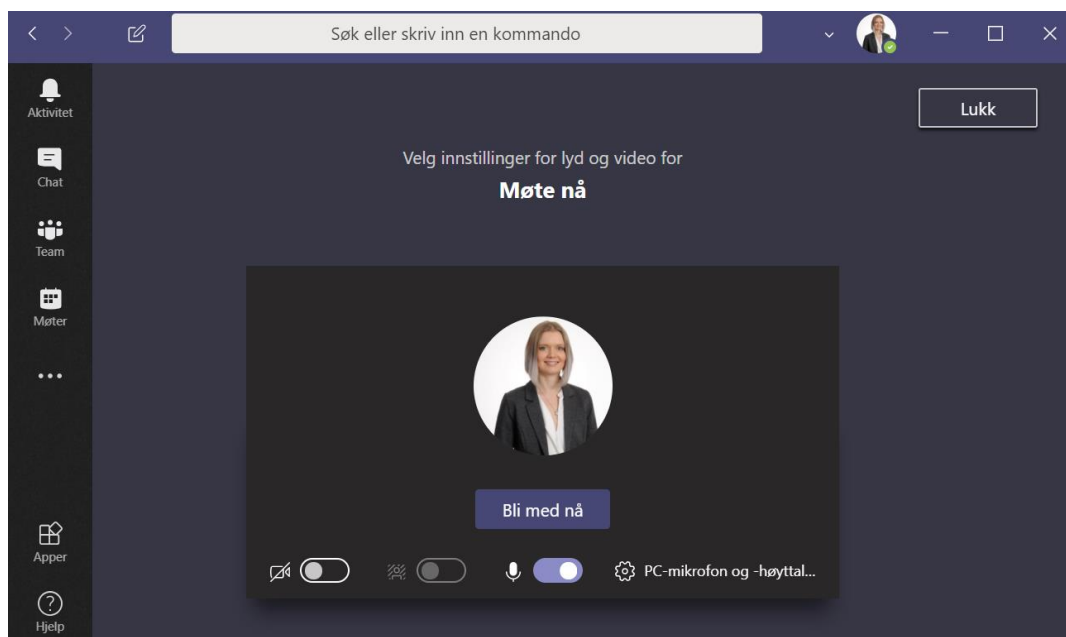 Søk eller skriv inn en kommando
Aktivitet
Chat
Team
Møter
Apper
Hjelp
Lukk
Velg innstillinger for lyd og video for
Møte nå
Bli med nå
PC-mikrofon og -høyttal...